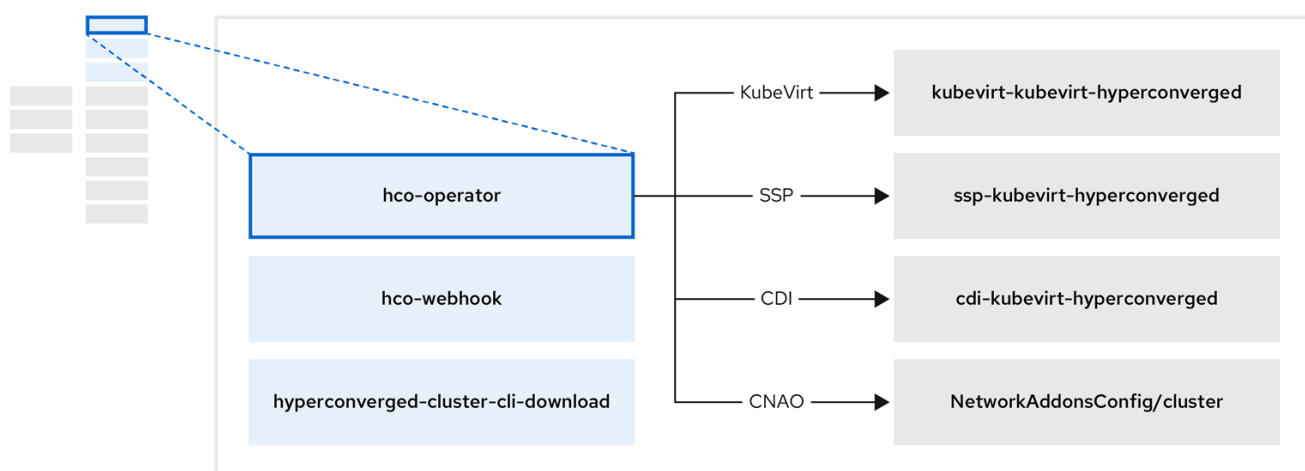 KubeVirt
kubevirt-kubevirt-hyperconverged
hco-operator
SSP
ssp-kubevirt-hyperconverged
hco-webhook
CDI
cdi-kubevirt-hyperconverged
hyperconverged-cluster-cli-download
CNAO
NetworkAddonsConfig/cluster